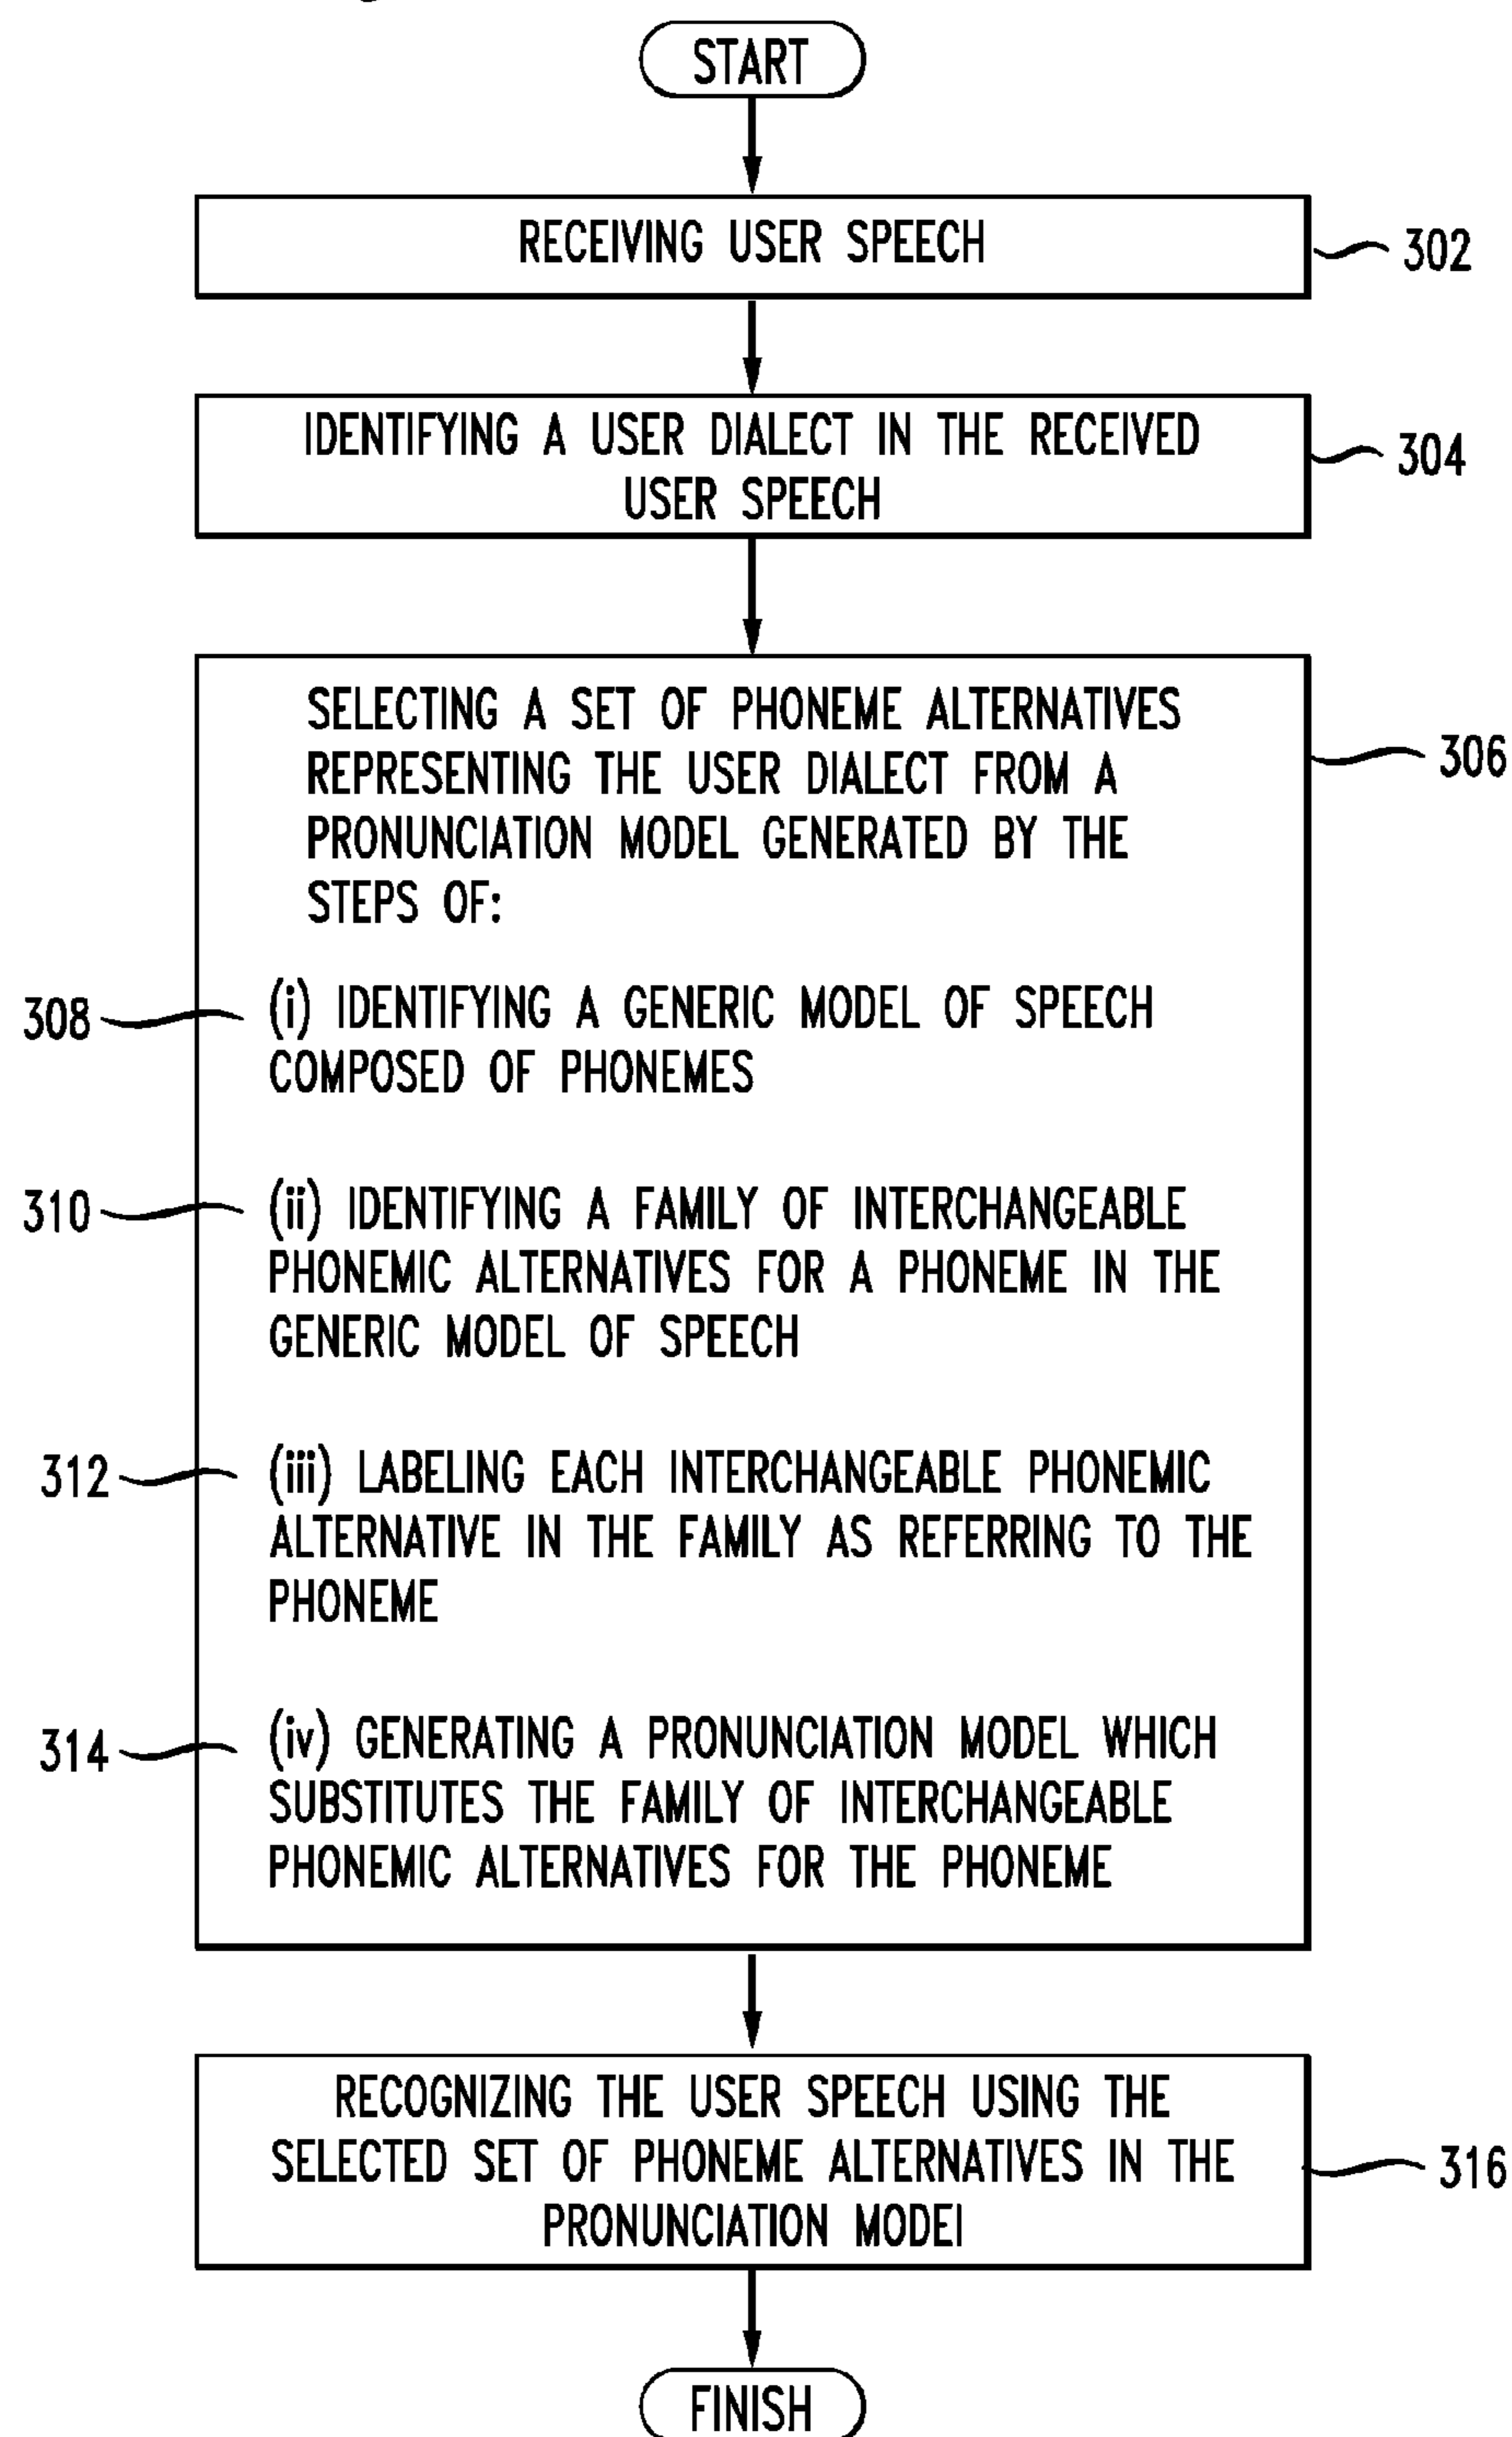 START
RECEIVING USER SPEECH
302
IDENTIFYING A USER DIALECT IN THE RECEIVED
USER SPEECH
304
SELECTING A SET OF PHONEME ALTERNATIVES
REPRESENTING THE USER DIALECT FROM A
PRONUNCIATION MODEL GENERATED BY THE
STEPS OF:
306
308
(i) IDENTIFYING A GENERIC MODEL OF SPEECH
COMPOSED OF PHONEMES
310
(ii) IDENTIFYING A FAMILY OF INTERCHANGEABLE
PHONEMIC ALTERNATIVES FOR A PHONEME IN THE
GENERIC MODEL OF SPEECH
312
(iii) LABELING EACH INTERCHANGEABLE PHONEMIC
ALTERNATIVE IN THE FAMILY AS REFERRING TO THE
PHONEME
314
(iv) GENERATING A PRONUNCIATION MODEL WHICH
SUBSTITUTES THE FAMILY OF INTERCHANGEABLE
PHONEMIC ALTERNATIVES FOR THE PHONEME
RECOGNIZING THE USER SPEECH USING THE
SELECTED SET OF PHONEME ALTERNATIVES IN THE
PRONUNCIATION MODEl
316
FINISH